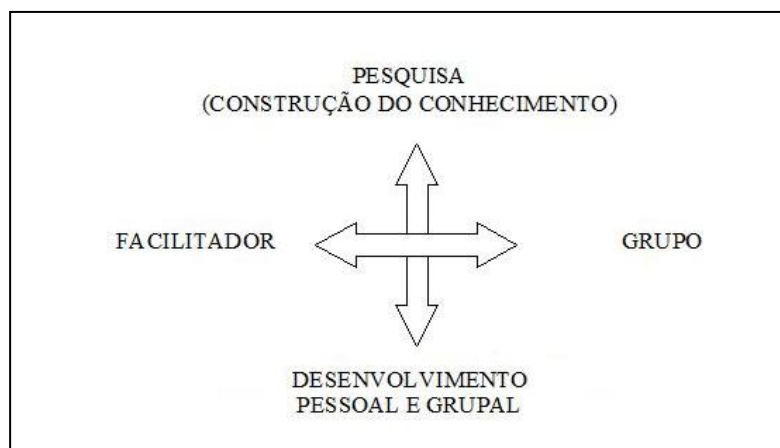 PESQUISA
(CONSTRUÇÃO DO CONHECIMENTO)
FACILITADOR
GRUPO
DESENVOLVIMENTO
PESSOAL E GRUPAL